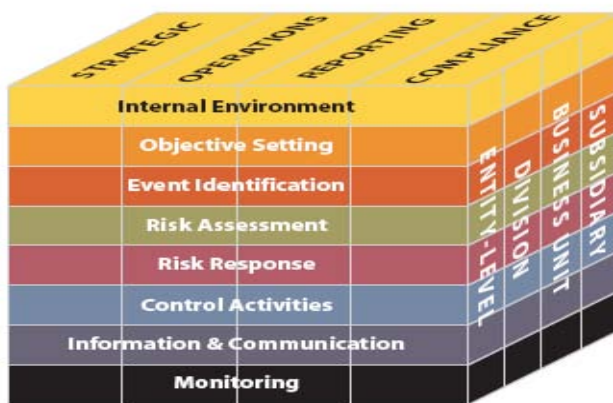 STRATEGIC
OPERATIONS
REPORTING
COMPLIANCE
Internal Environment
Objective Setting
Event Identification
Risk Assessment
Risk Response
Control Activities
Information & Communication
Monitoring
ENTITY-LEVEL
DIVISION
BUSINESS UNIT
SUBSIDIARY